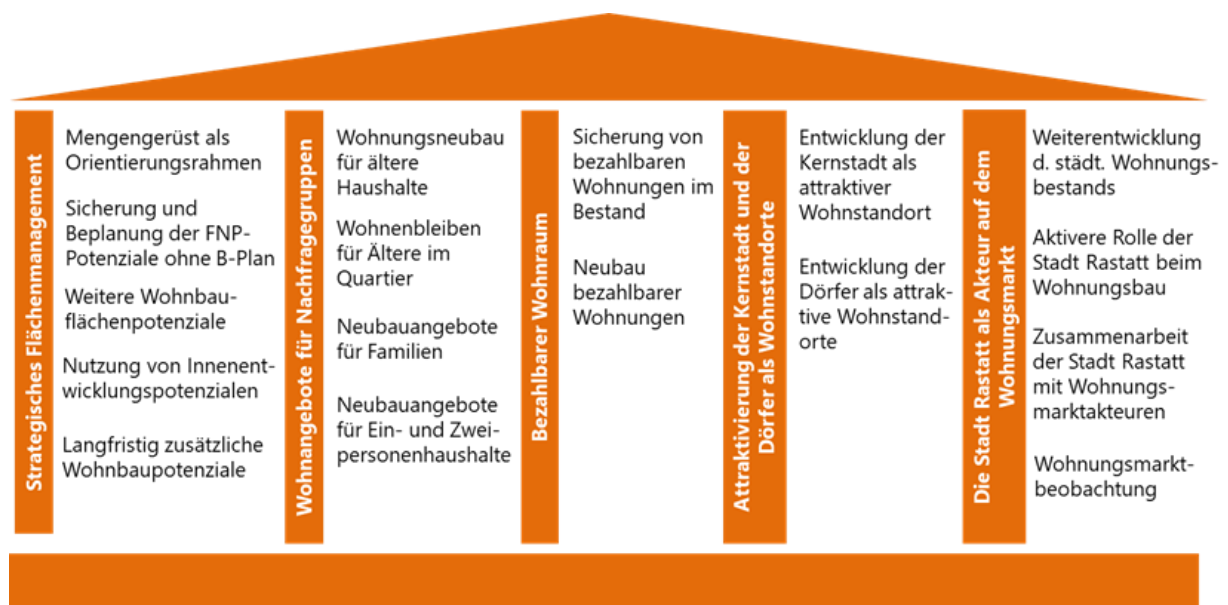 Strategisches Flächenmanagement
Mengengerüst als
Orientierungsrahmen
Sicherung und
Beplanung der FNP-
Potenziale ohne B-Plan
Weitere Wohnbau-
flächenpotenziale
Nutzung von Innenent-
wicklungspotenzialen
Langfristig zusätzliche
Wohnbaupotenziale
Wohnangebote für Nachfragegruppen
Wohnungsneubau
für ältere
Haushalte
Wohnenbleiben
für Ältere im
Quartier
Neubauangebote
für Familien
Neubauangebote
für Ein- und Zwei-
personenhaushalte
Bezahlbarer Wohnraum
Sicherung von
bezahlbaren
Wohnungen im
Bestand
Neubau
bezahlbarer
Wohnungen
Attraktivierung der Kernstadt und der
Dörfer als Wohnstandorte
Entwicklung der
Kernstadt als
attraktiver
Wohnstandort
Entwicklung der
Dörfer als attrak-
tive Wohnstand-
orte
Die Stadt Rastatt als Akteur auf dem
Wohnungsmarkt
Weiterentwicklung
d. städt. Wohnungs-
bestands
Aktivere Rolle der
Stadt Rastatt beim
Wohnungsbau
Zusammenarbeit
der Stadt Rastatt
mit Wohnungs-
marktakteuren
Wohnungsmarkt-
beobachtung